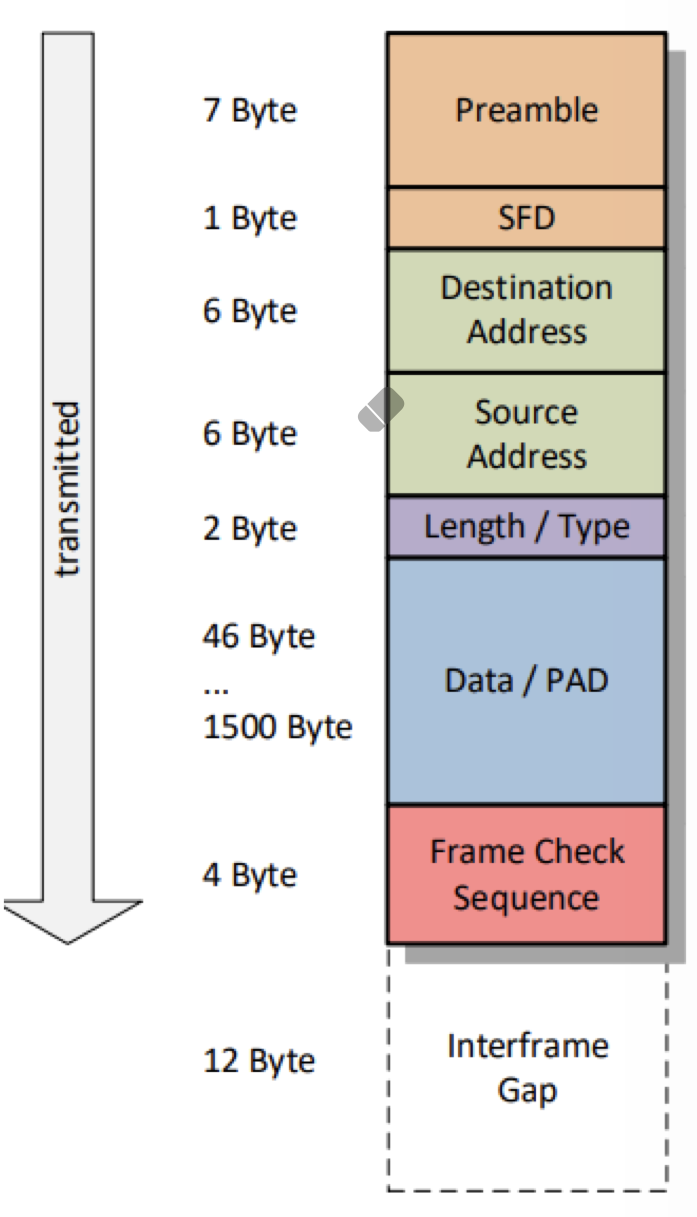 7 Byte
Preamble
1 Byte
SFD
6 Byte
Destination
Address
6 Byte
Source
Address
transmitted
2 Byte
Length / Type
46 Byte
...
1500 Byte
Data / PAD
4 Byte
Frame Check
Sequence
12 Byte
Interframe
Gap